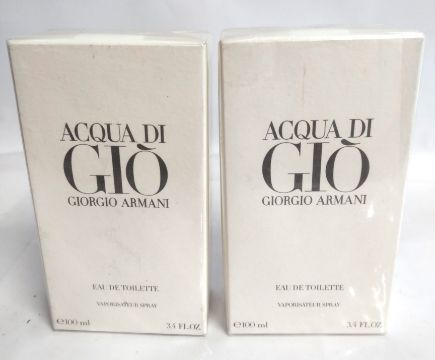 ACQUA DI
GIÒ
GIORGIO ARMANI
EAU DE TOILETTE
VAPORISATEUR SPRAY
℮100 ml 3.4 FL.OZ
ACQUA DI
GIÒ
GIORGIO ARMANI
EAU DE TOILETTE
VAPORISATEUR SPRAY
℮100 ml 3.4 FL.OZ